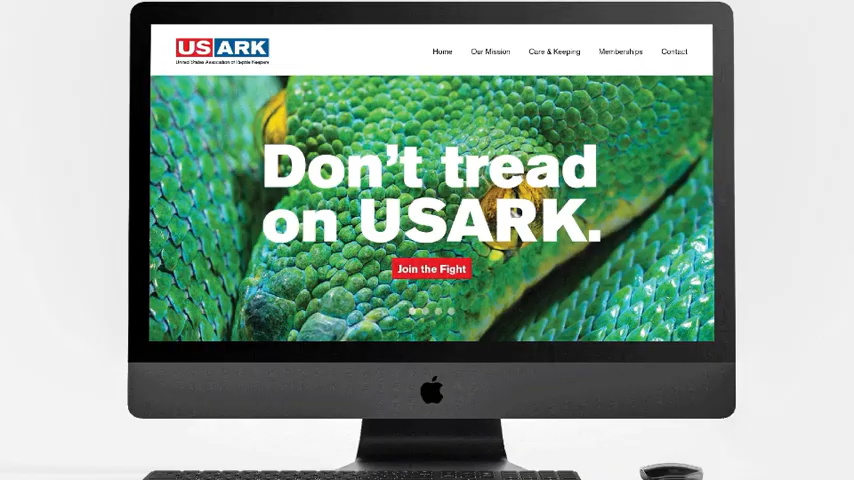 USARK
United States Association of Reptile Keepers
Home
Our Mission
Care & Keeping
Memberships
Contact
Don't tread
on USARK.
Join the Fight